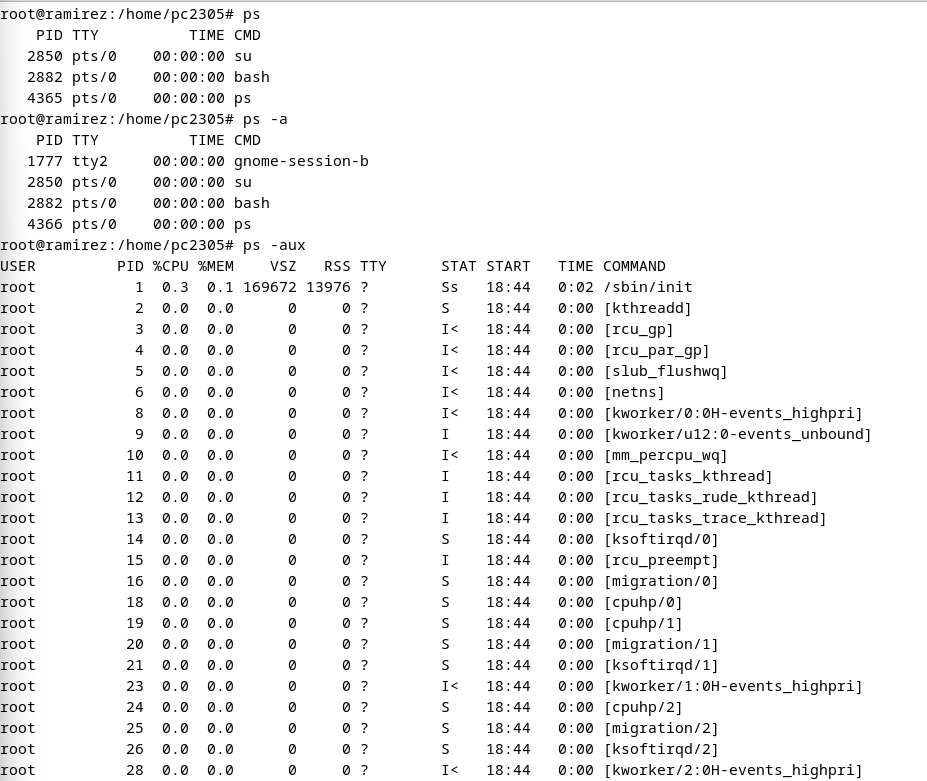 root@ramirez:/home/pc2305# ps
    PID TTY          TIME CMD
   2850 pts/0    00:00:00 su
   2882 pts/0    00:00:00 bash
   4365 pts/0    00:00:00 ps
root@ramirez:/home/pc2305# ps -a
    PID TTY          TIME CMD
   1777 tty2     00:00:00 gnome-session-b
   2850 pts/0    00:00:00 su
   2882 pts/0    00:00:00 bash
   4366 pts/0    00:00:00 ps
root@ramirez:/home/pc2305# ps -aux
USER         PID %CPU %MEM    VSZ   RSS TTY      STAT START   TIME COMMAND
root           1  0.3  0.1 169672 13976 ?        Ss   18:44   0:02 /sbin/init
root           2  0.0  0.0      0     0 ?        S    18:44   0:00 [kthreadd]
root           3  0.0  0.0      0     0 ?        I<   18:44   0:00 [rcu_gp]
root           4  0.0  0.0      0     0 ?        I<   18:44   0:00 [rcu_par_gp]
root           5  0.0  0.0      0     0 ?        I<   18:44   0:00 [slub_flushwq]
root           6  0.0  0.0      0     0 ?        I<   18:44   0:00 [netns]
root           8  0.0  0.0      0     0 ?        I<   18:44   0:00 [kworker/0:0H-events_highpri]
root           9  0.0  0.0      0     0 ?        I    18:44   0:00 [kworker/u12:0-events_unbound]
root          10  0.0  0.0      0     0 ?        I<   18:44   0:00 [mm_percpu_wq]
root          11  0.0  0.0      0     0 ?        I    18:44   0:00 [rcu_tasks_kthread]
root          12  0.0  0.0      0     0 ?        I    18:44   0:00 [rcu_tasks_rude_kthread]
root          13  0.0  0.0      0     0 ?        I    18:44   0:00 [rcu_tasks_trace_kthread]
root          14  0.0  0.0      0     0 ?        S    18:44   0:00 [ksoftirqd/0]
root          15  0.0  0.0      0     0 ?        I    18:44   0:00 [rcu_preempt]
root          16  0.0  0.0      0     0 ?        S    18:44   0:00 [migration/0]
root          18  0.0  0.0      0     0 ?        S    18:44   0:00 [cpuhp/0]
root          19  0.0  0.0      0     0 ?        S    18:44   0:00 [cpuhp/1]
root          20  0.0  0.0      0     0 ?        S    18:44   0:00 [migration/1]
root          21  0.0  0.0      0     0 ?        S    18:44   0:00 [ksoftirqd/1]
root          23  0.0  0.0      0     0 ?        I<   18:44   0:00 [kworker/1:0H-events_highpri]
root          24  0.0  0.0      0     0 ?        S    18:44   0:00 [cpuhp/2]
root          25  0.0  0.0      0     0 ?        S    18:44   0:00 [migration/2]
root          26  0.0  0.0      0     0 ?        S    18:44   0:00 [ksoftirqd/2]
root          28  0.0  0.0      0     0 ?        I<   18:44   0:00 [kworker/2:0H-events_highpri]